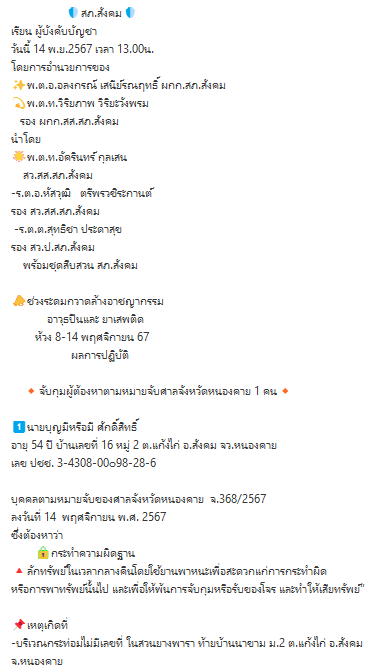 🛡️ สภ.สังคม 🛡️
เรียน ผู้บังคับบัญชา
วันนี้ 14 พ.ย.2567 เวลา 13.00น.
โดยการอำนวยการของ
✨พ.ต.อ.อลงกรณ์ เสนีย์รณฤทธิ์ ผกก.สภ.สังคม
💫พ.ต.ท.วิริยภาพ วิริยะวังพรม
รอง ผกก.สส.สภ.สังคม
นำโดย
🌟พ.ต.ท.อัครินทร์ กุลเสน
สว.สส.สภ.สังคม
-ร.ต.อ.หัสวุฒิ ตรีพรวชิระกานต์
รอง สว.สส.สภ.สังคม
-ร.ต.ต.สุทธิชา ประดาสุข
รอง สว.ป.สภ.สังคม
พร้อมชุดสืบสวน สภ.สังคม
📣ช่วงระดมกวาดล้างอาชญากรรม
อาวุธปืนและ ยาเสพติด
ห้วง 8-14 พฤศจิกายน 67
ผลการปฏิบัติ
🔸จับกุมผู้ต้องหาตามหมายจับศาลจังหวัดหนองคาย 1 คน 🔸
1️⃣นายบุญมีหรือมี ศักดิ์สิทธิ์
อายุ 54 ปี บ้านเลขที่ 16 หมู่ 2 ต.แก้งไก่ อ.สังคม จว.หนองคาย
เลข ปชช. 3-4308-00๐98-28-6
บุคคลตามหมายจับของศาลจังหวัดหนองคาย จ.368/2567
ลงวันที่ 14 พฤศจิกายน พ.ศ. 2567
ซึ่งต้องหาว่า
🔒กระทำความผิดฐาน
🔺ลักทรัพย์ในเวลากลางคืนโดยใช้ยานพาหนะเพื่อสะดวกแก่การกระทำผิด
หรือการพาทรัพย์นั้นไป และเพื่อให้พ้นการจับกุมหรือรับของโจร และทำให้เสียทรัพย์"
📌เหตุเกิดที่
-บริเวณกระท่อมไม่มีเลขที่ ในสวนยางพารา ท้ายบ้านนายาม ม.2 ต.แก้งไก่ อ.สังคม
จ.หนองคาย